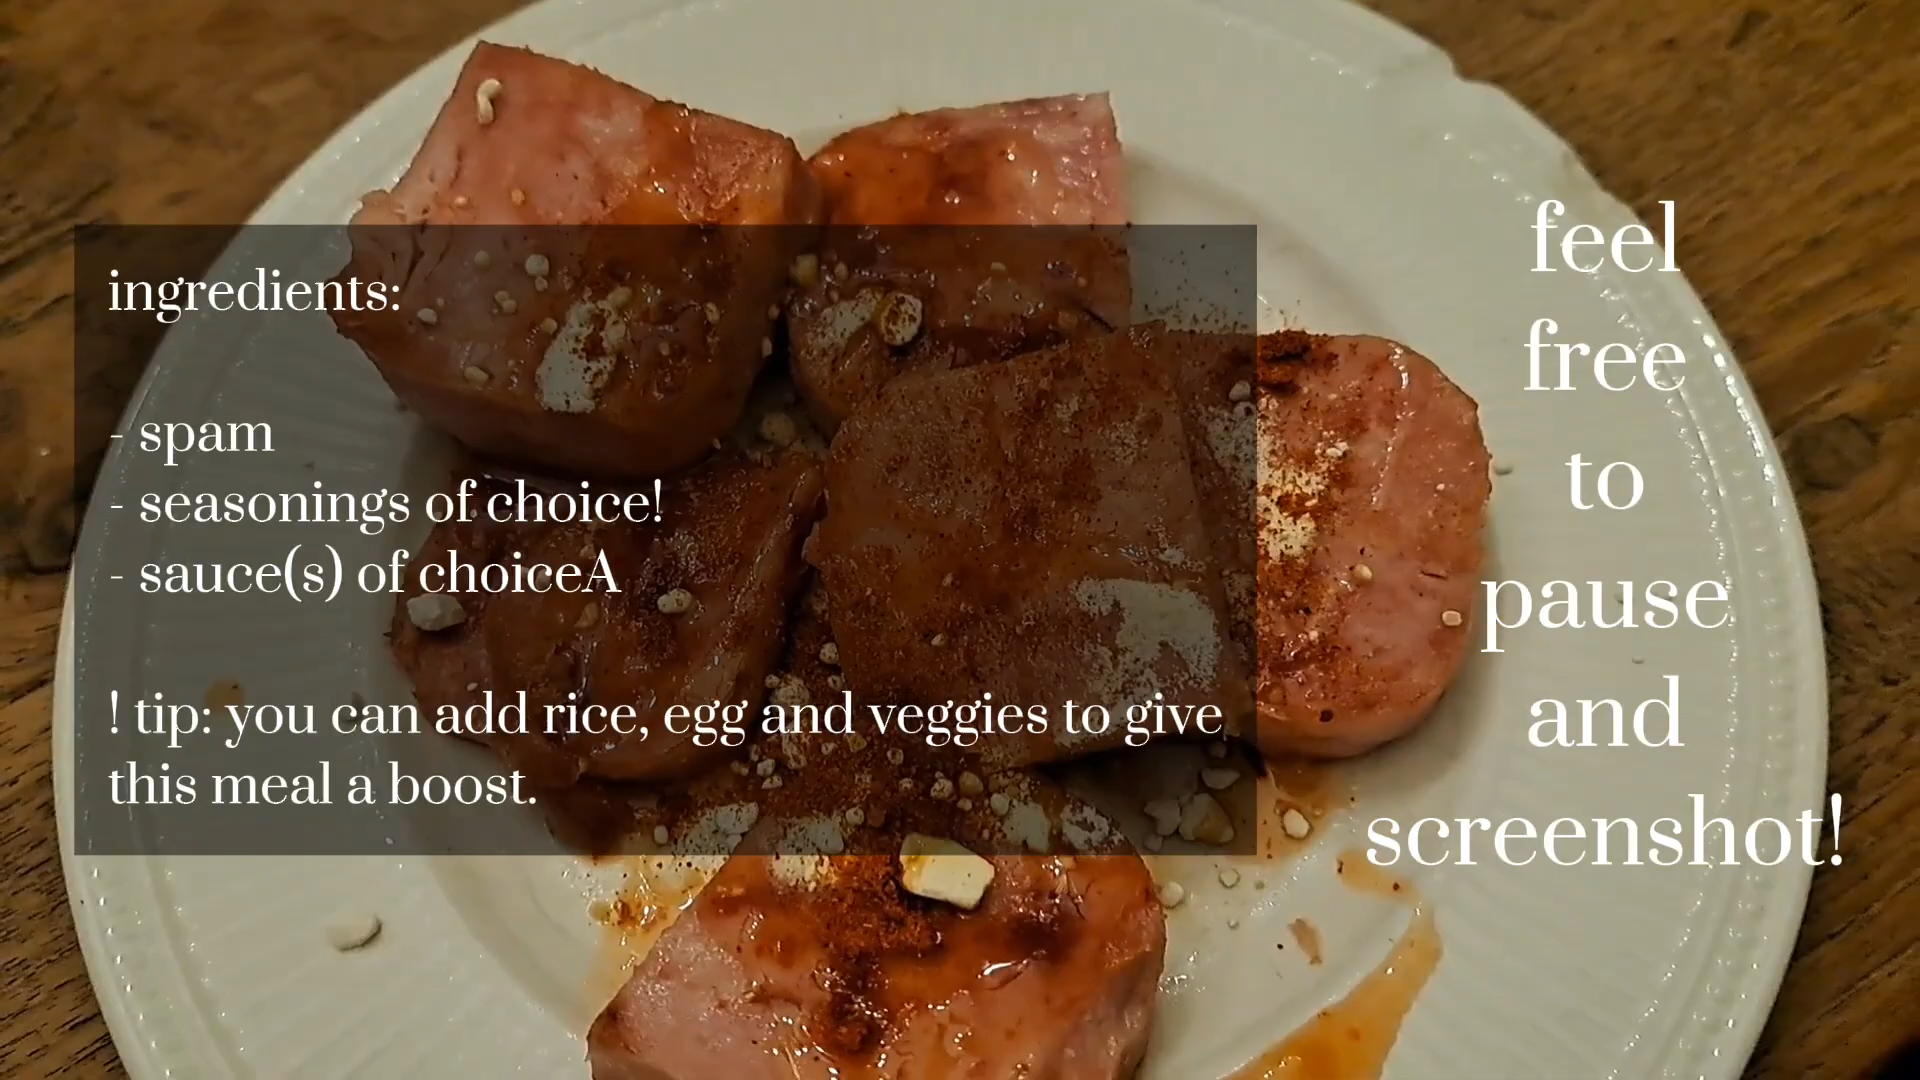 ingredients:
- spam
- seasonings of choice!
- sauce(s) of choiceA
! tip: you can add rice, egg and veggies to give
this meal a boost.
feel
free
to
pause
and
screenshot!